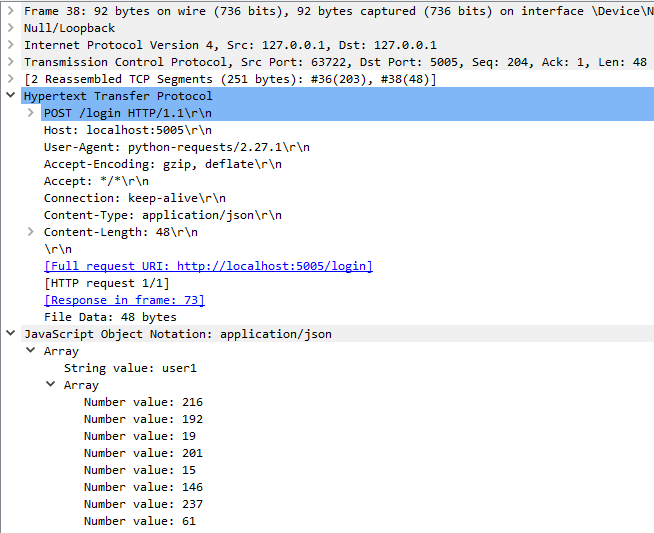 Frame 38: 92 bytes on wire (736 bits), 92 bytes captured (736 bits) on interface \Device\N
Null/Loopback
Internet Protocol Version 4, Src: 127.0.0.1, Dst: 127.0.0.1
Transmission Control Protocol, Src Port: 63722, Dst Port: 5005, Seq: 204, Ack: 1, Len: 48
[2 Reassembled TCP Segments (251 bytes): #36(203), #38(48)]
Hypertext Transfer Protocol
POST /login HTTP/1.1\r\n
Host: localhost:5005\r\n
User-Agent: python-requests/2.27.1\r\n
Accept-Encoding: gzip, deflate\r\n
Accept: */*\r\n
Connection: keep-alive\r\n
Content-Type: application/json\r\n
Content-Length: 48\r\n
\r\n
[Full request URI: http://localhost:5005/login]
[HTTP request 1/1]
[Response in frame: 73]
File Data: 48 bytes
JavaScript Object Notation: application/json
Array
String value: user1
Array
Number value: 216
Number value: 192
Number value: 19
Number value: 201
Number value: 15
Number value: 146
Number value: 237
Number value: 61